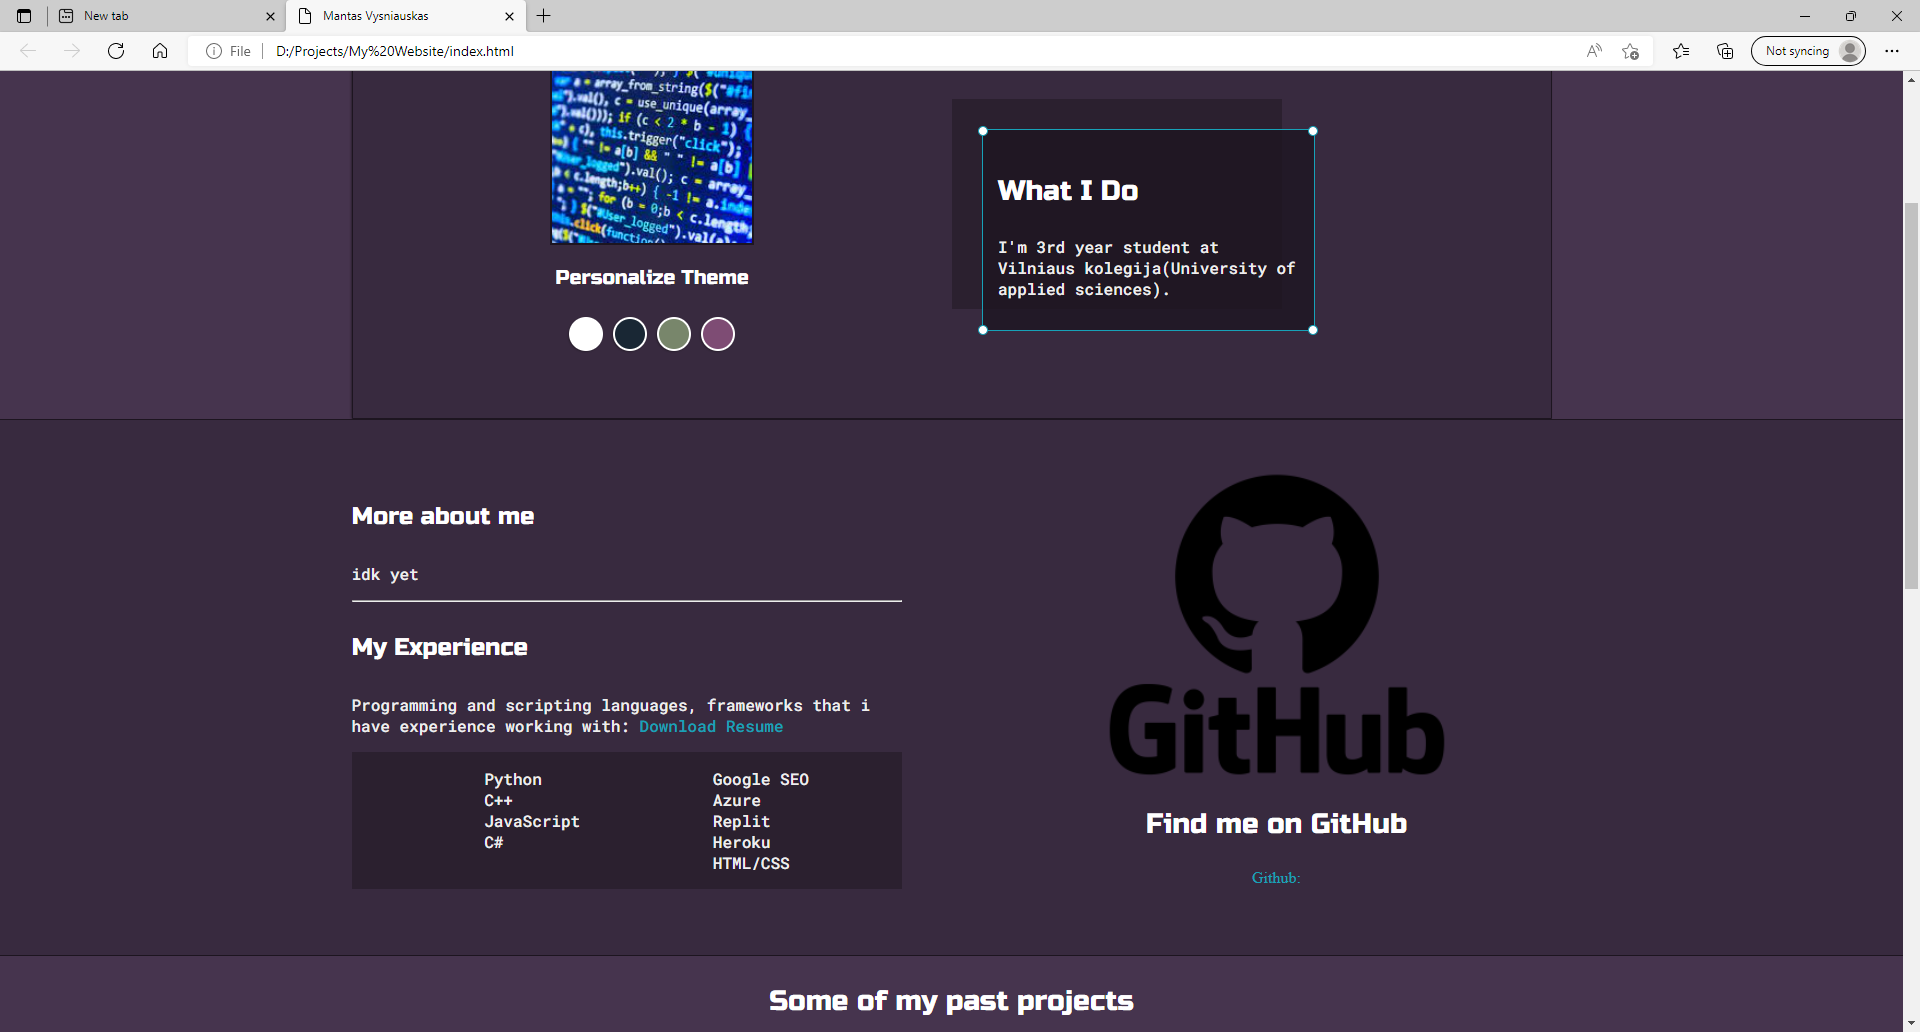 New tab
Mantas Vysniauskas
File
D:/Projects/My%20Website/index.html
Not syncing
var a = array_from_string($("#fi
").val(), c = use_unique(array_
").val())); if (c < 2 * b - 1) {
this.trigger("click");
"" != a[b] && " " != a[b]
").val(); c = array_
c.length;b++) { -1 != a.inde
for (b = 0;b < c.length;
$("#User_logged").val(a);
.click(function()
Personalize Theme
What I Do
I'm 3rd year student at
Vilniaus kolegija(University of
applied sciences).
More about me
idk yet
My Experience
Programming and scripting languages, frameworks that i
have experience working with: Download Resume
Python
C++
JavaScript
C#
Google SEO
Azure
Replit
Heroku
HTML/CSS
GitHub
Find me on GitHub
Github:
Some of my past projects